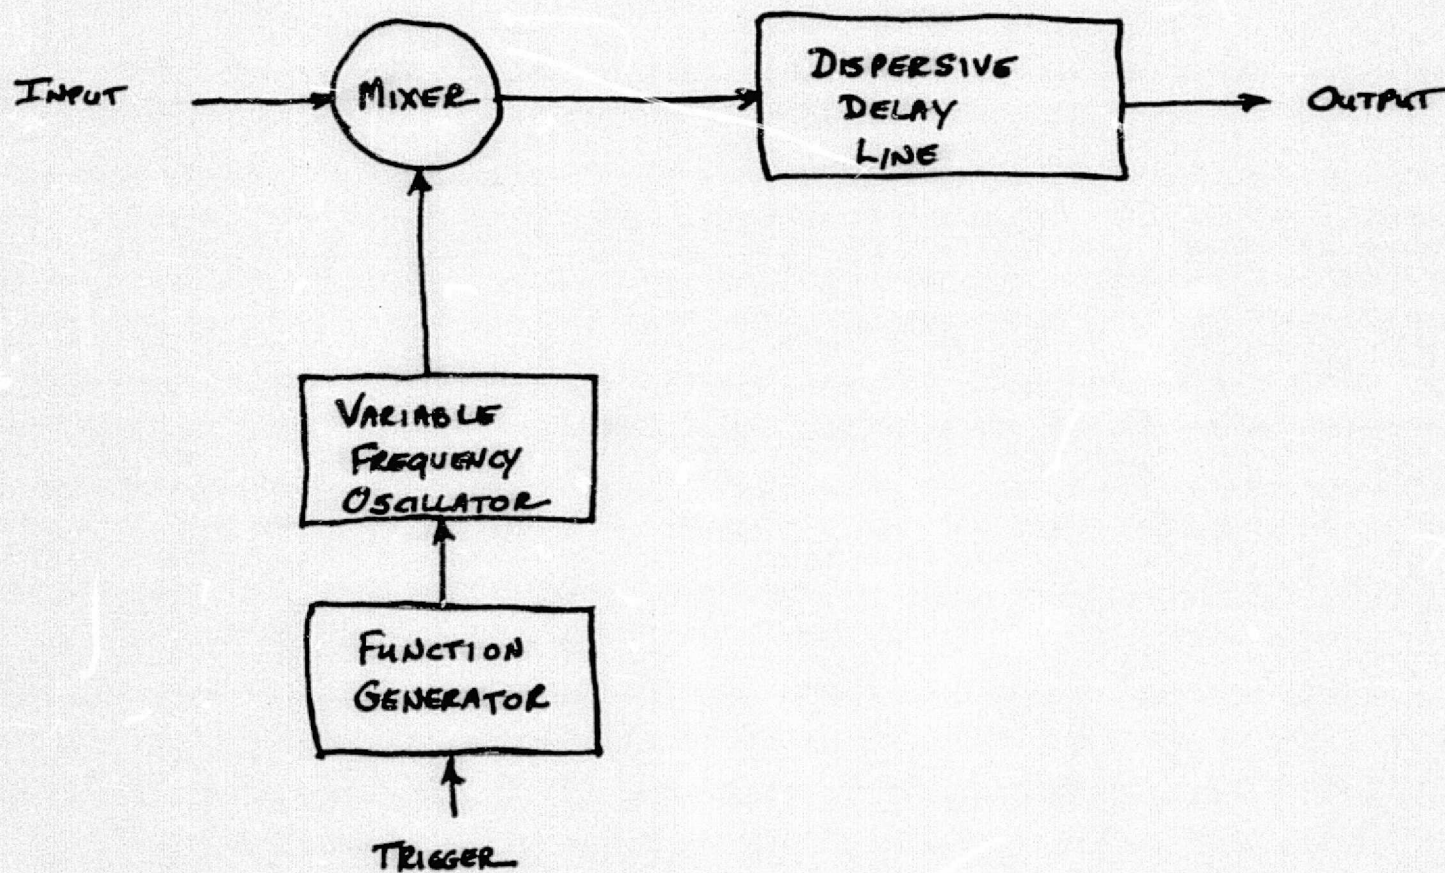 INPUT
MIXER
DISPERSIVE
DELAY
LINE
OUTPUT
VARIABLE
FREQUENCY
OSCILLATOR
FUNCTION
GENERATOR
TRIGGER